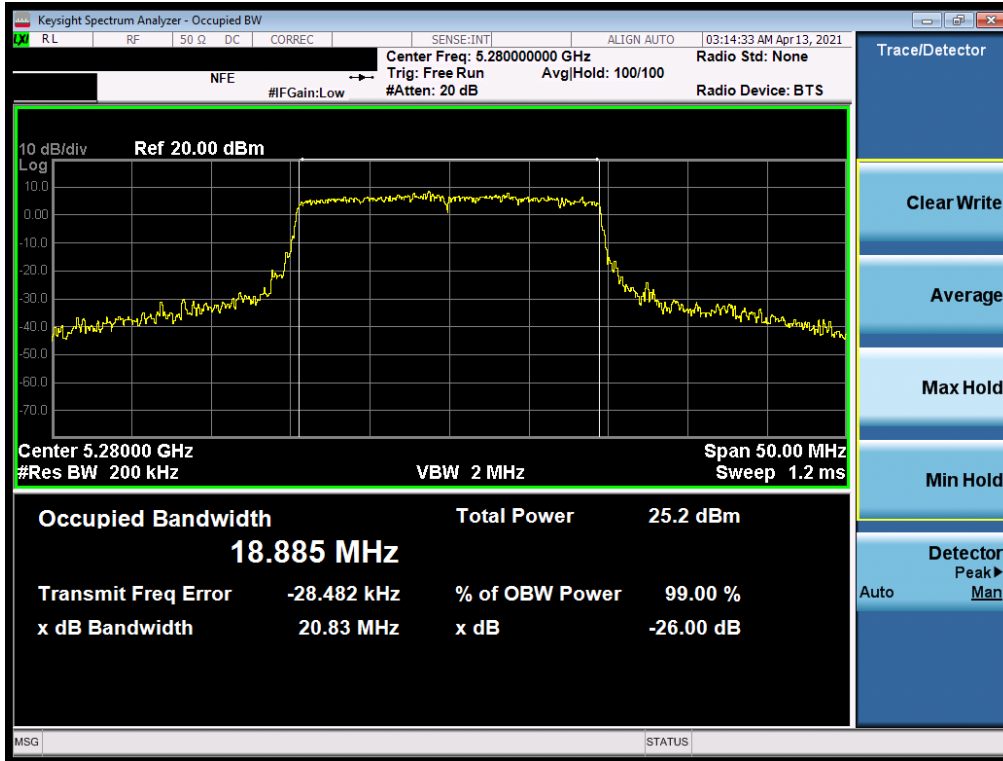 Keysight Spectrum Analyzer - Occupied BW
LXI RL RF 50 Ω DC CORREC SENSE:INT ALIGN AUTO 03:14:33 AM Apr 13, 2021
Center Freq: 5.280000000 GHz Radio Std: None
NFE Trig: Free Run Avg|Hold: 100/100
#IFGain:Low #Atten: 20 dB Radio Device: BTS
10 dB/div Ref 20.00 dBm
Log
10.0
0.00
-10.0
-20.0
-30.0
-40.0
-50.0
-60.0
-70.0
Center 5.28000 GHz Span 50.00 MHz
#Res BW 200 kHz VBW 2 MHz Sweep 1.2 ms
Occupied Bandwidth Total Power 25.2 dBm
18.885 MHz
Transmit Freq Error -28.482 kHz % of OBW Power 99.00 %
x dB Bandwidth 20.83 MHz x dB -26.00 dB
MSG STATUS
Trace/Detector
Clear Write
Average
Max Hold
Min Hold
Detector
Peak▶
Auto Man